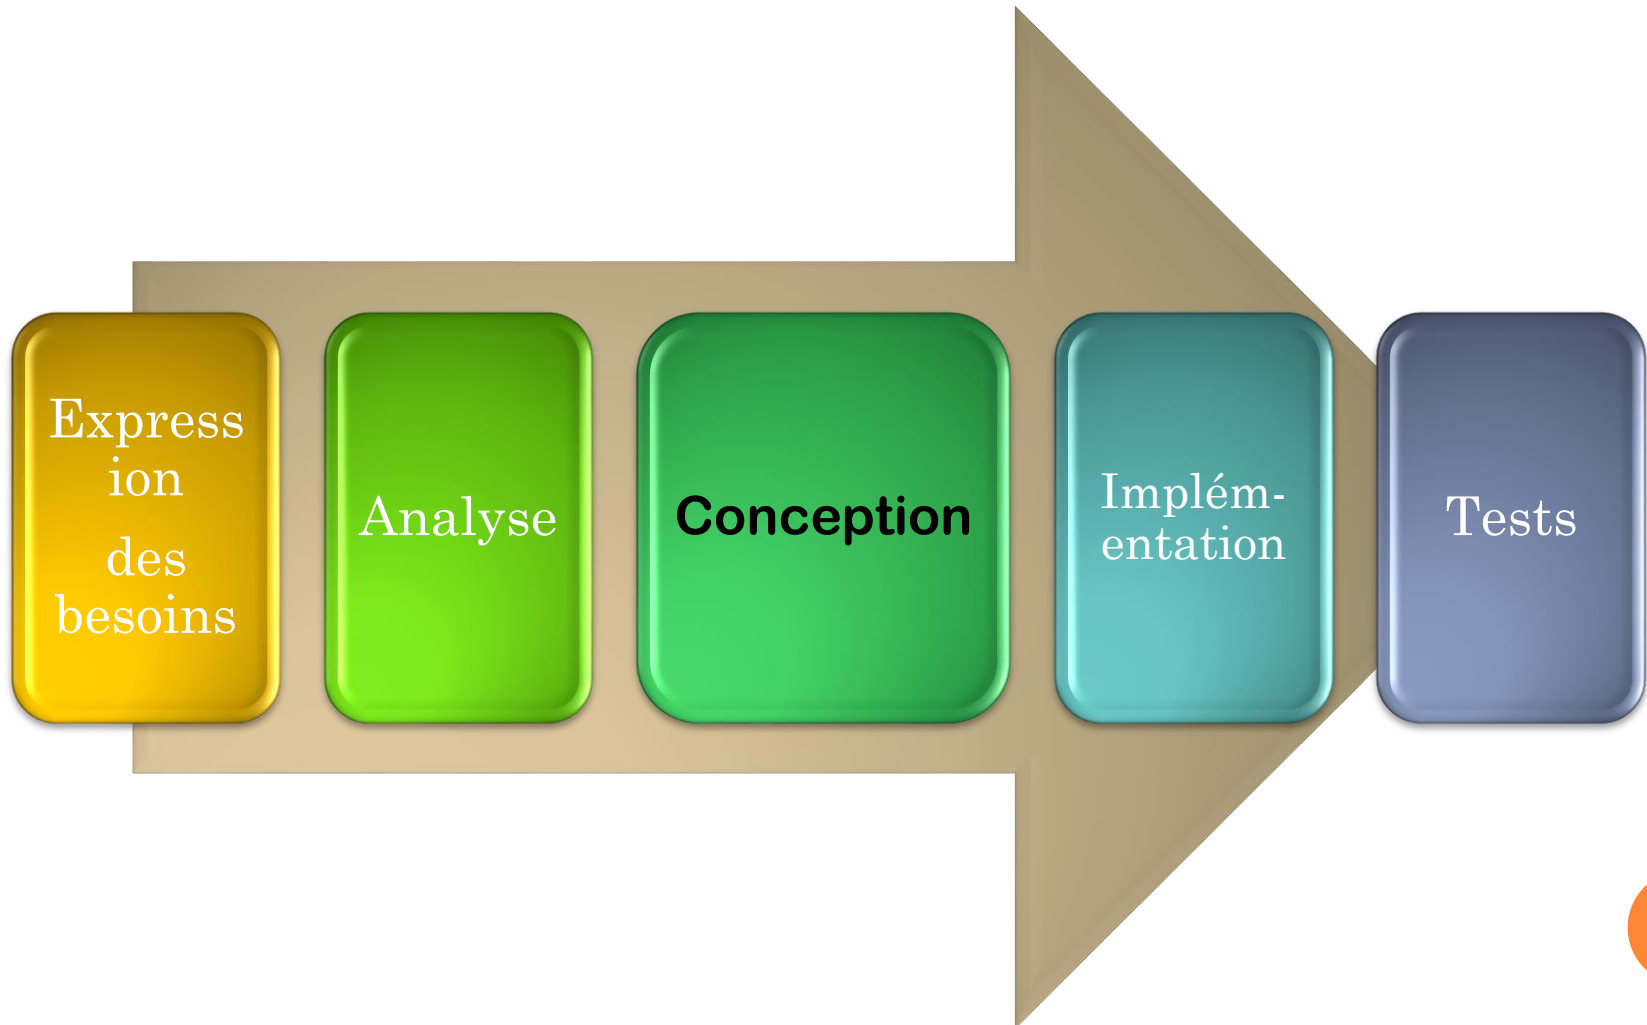 Express
ion
des
besoins
Analyse
Conception
Implém-
entation
Tests